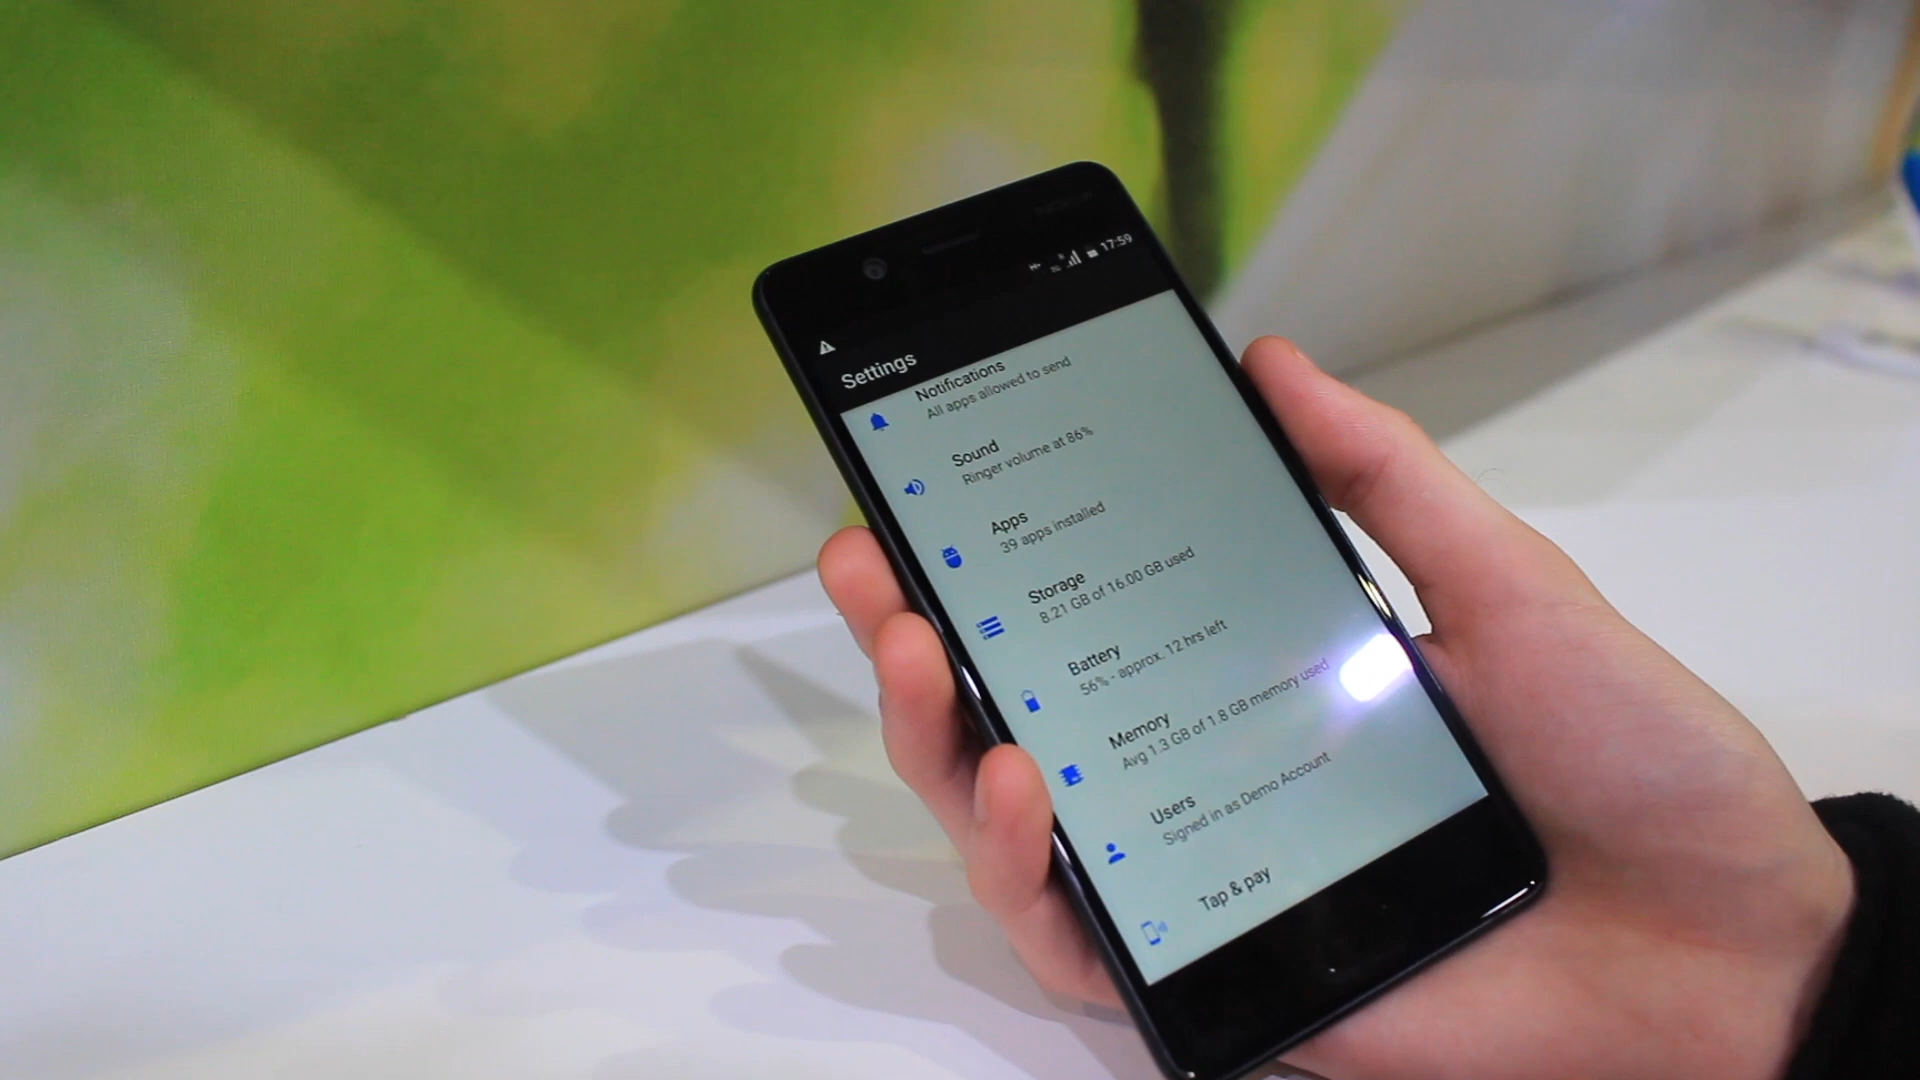 17:59
Settings
Notifications
All apps allowed to send
Sound
Ringer volume at 86%
Apps
39 apps installed
Storage
8.21 GB of 16.00 GB used
Battery
56% - approx. 12 hrs left
Memory
Avg 1.3 GB of 1.8 GB memory used
Users
Signed in as Demo Account
Tap & pay